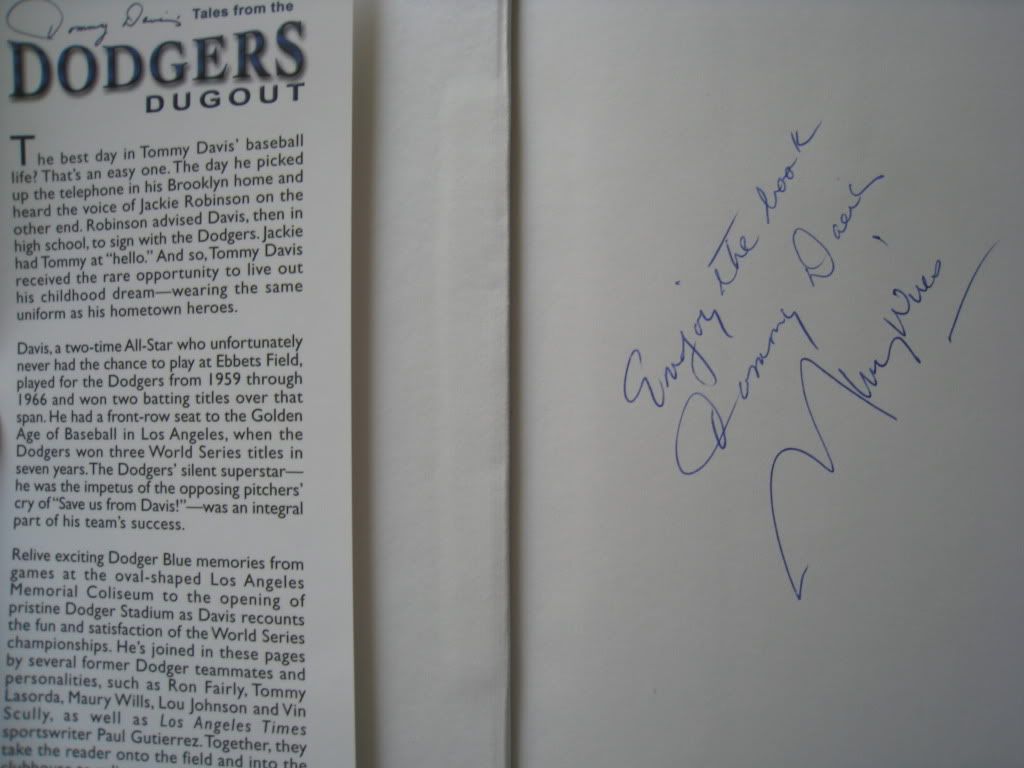 Tommy Davis Tales from the
DODGERS
DUGOUT
The best day in Tommy Davis' baseball
life? That's an easy one. The day he picked
up the telephone in his Brooklyn home and
heard the voice of Jackie Robinson on the
other end. Robinson advised Davis, then in
high school, to sign with the Dodgers. Jackie
had Tommy at "hello." And so, Tommy Davis
received the rare opportunity to live out
his childhood dream—wearing the same
uniform as his hometown heroes.
Davis, a two-time All-Star who unfortunately
never had the chance to play at Ebbets Field,
played for the Dodgers from 1959 through
1966 and won two batting titles over that
span. He had a front-row seat to the Golden
Age of Baseball in Los Angeles, when the
Dodgers won three World Series titles in
seven years. The Dodgers' silent superstar—
he was the impetus of the opposing pitchers'
cry of "Save us from Davis!"—was an integral
part of his team's success.
Relive exciting Dodger Blue memories from
games at the oval-shaped Los Angeles
Memorial Coliseum to the opening of
pristine Dodger Stadium as Davis recounts
the fun and satisfaction of the World Series
championships. He's joined in these pages
by several former Dodger teammates and
personalities, such as Ron Fairly, Tommy
Lasorda, Maury Wills, Lou Johnson and Vin
Scully, as well as Los Angeles Times
sportswriter Paul Gutierrez. Together, they
take the reader onto the field and into the
Enjoy the book
Tommy Davis